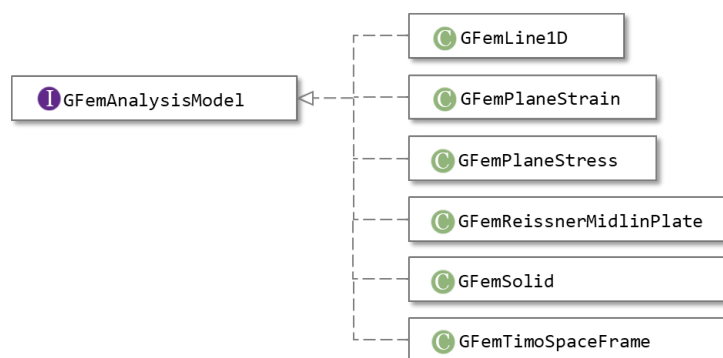 C GFemLine1D
I GFemAnalysisModel
C GFemPlaneStrain
C GFemPlaneStress
C GFemReissnerMidlinPlate
C GFemSolid
C GFemTimoSpaceFrame